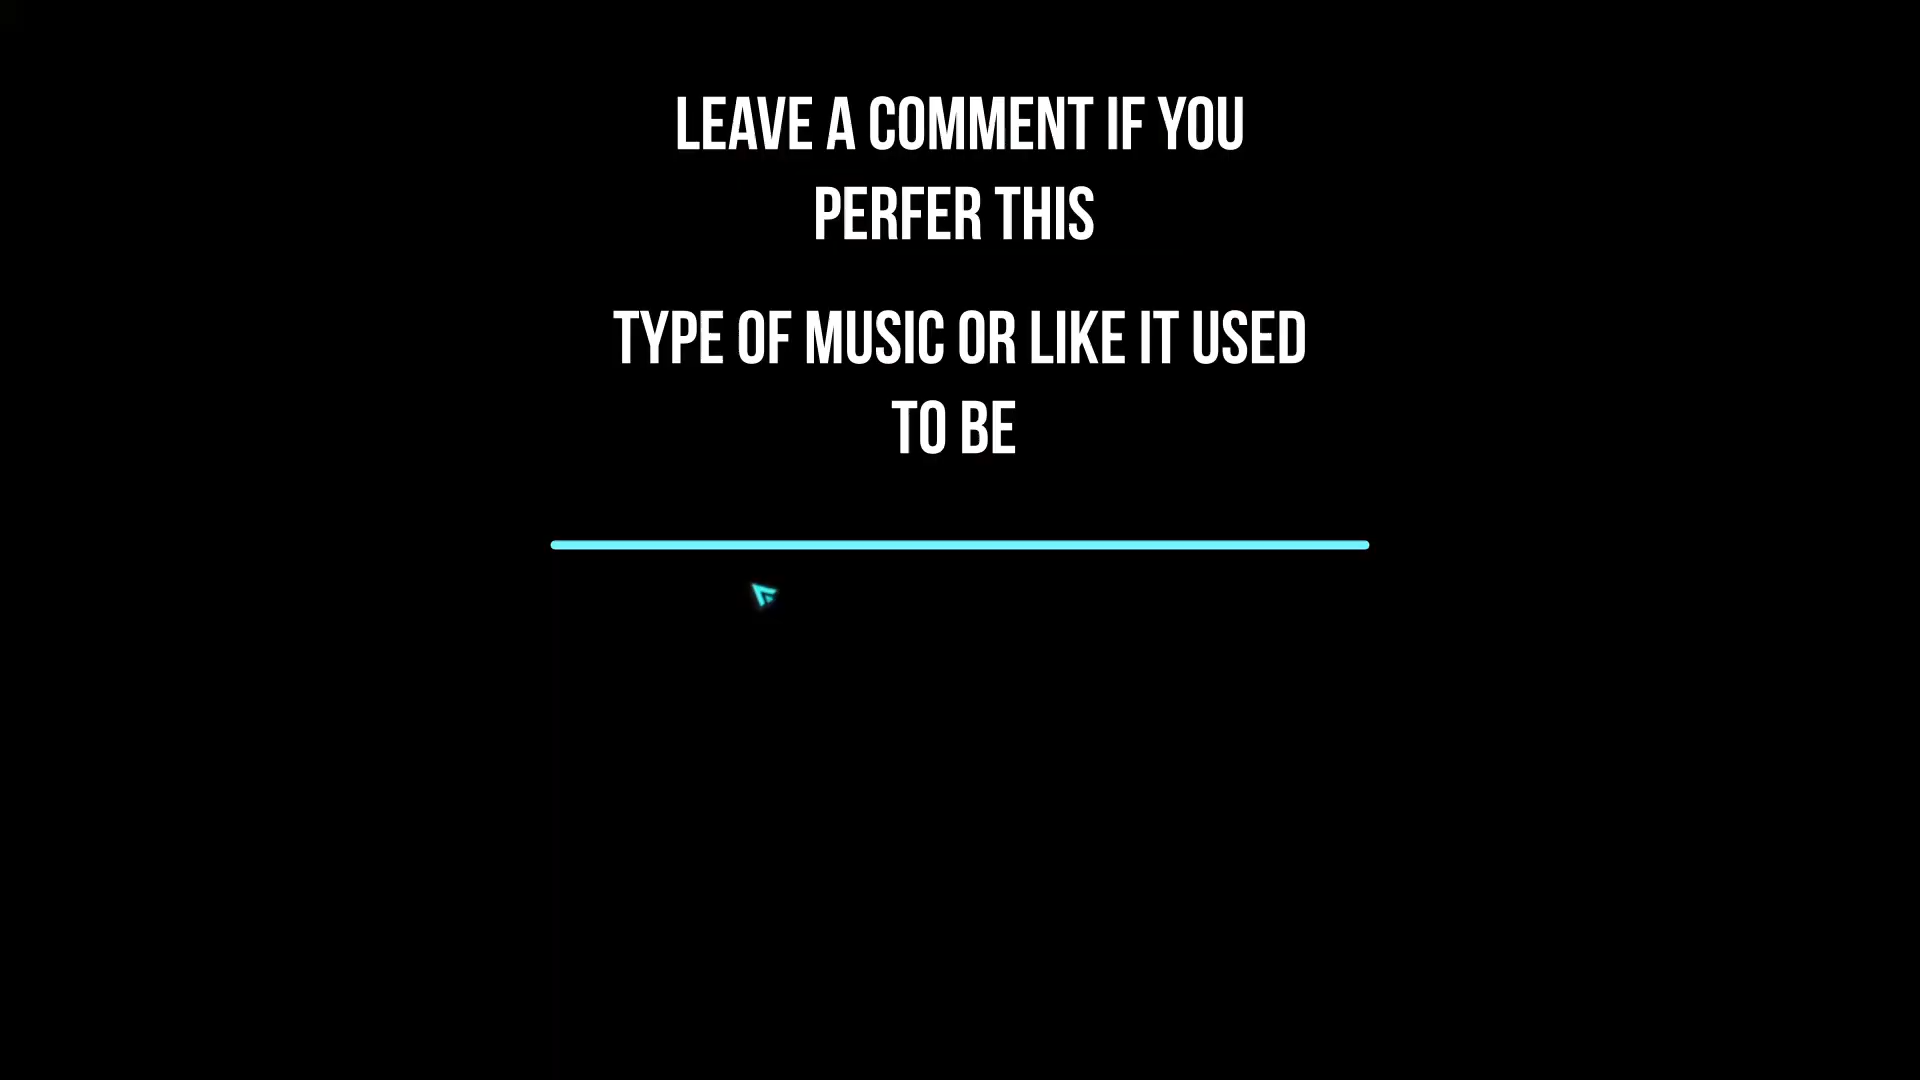 LEAVE A COMMENT IF YOU
PERFER THIS
TYPE OF MUSIC OR LIKE IT USED
TO BE